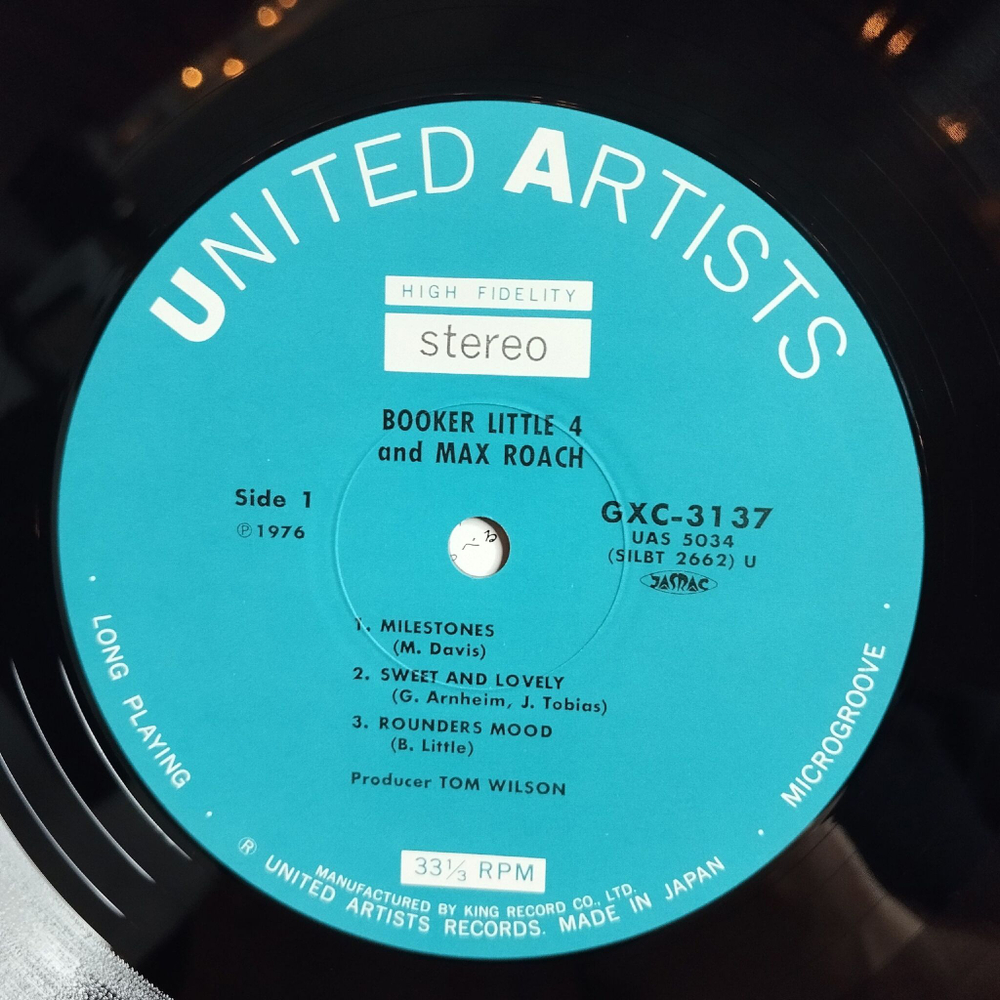 UNITED ARTISTS
HIGH FIDELITY
stereo
BOOKER LITTLE 4
and MAX ROACH
Side 1
℗1976
GXC-3137
UAS 5034
(SILBT 2662) U
JASRAC
1. MILESTONES
(M. Davis)
2. SWEET AND LOVELY
(G. Arnheim, J. Tobias)
3. ROUNDERS MOOD
(B. Little)
Producer TOM WILSON
LONG PLAYING
MICROGROOVE
33⅓ RPM
MANUFACTURED BY KING RECORD CO., LTD.
® UNITED ARTISTS RECORDS. MADE IN JAPAN